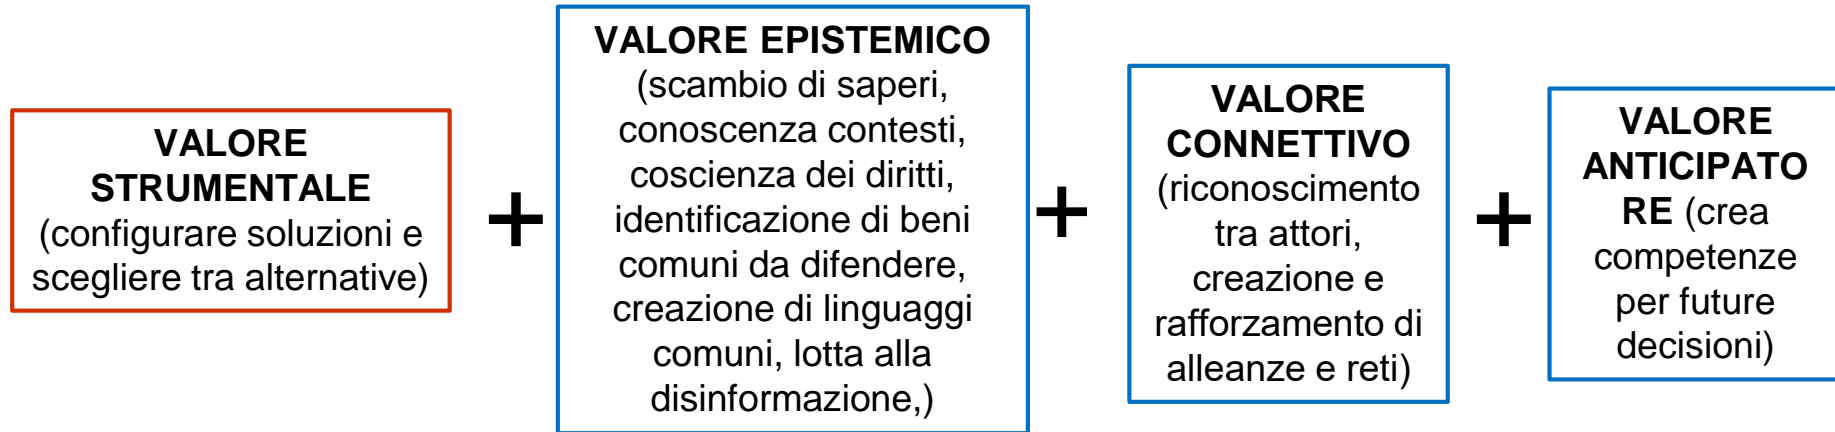 VALORE
STRUMENTALE
(configurare soluzioni e
scegliere tra alternative)
+
VALORE EPISTEMICO
(scambio di saperi,
conoscenza contesti,
coscienza dei diritti,
identificazione di beni
comuni da difendere,
creazione di linguaggi
comuni, lotta alla
disinformazione,)
+
VALORE
CONNETTIVO
(riconoscimento
tra attori,
creazione e
rafforzamento di
alleanze e reti)
+
VALORE
ANTICIPATO
RE (crea
competenze
per future
decisioni)